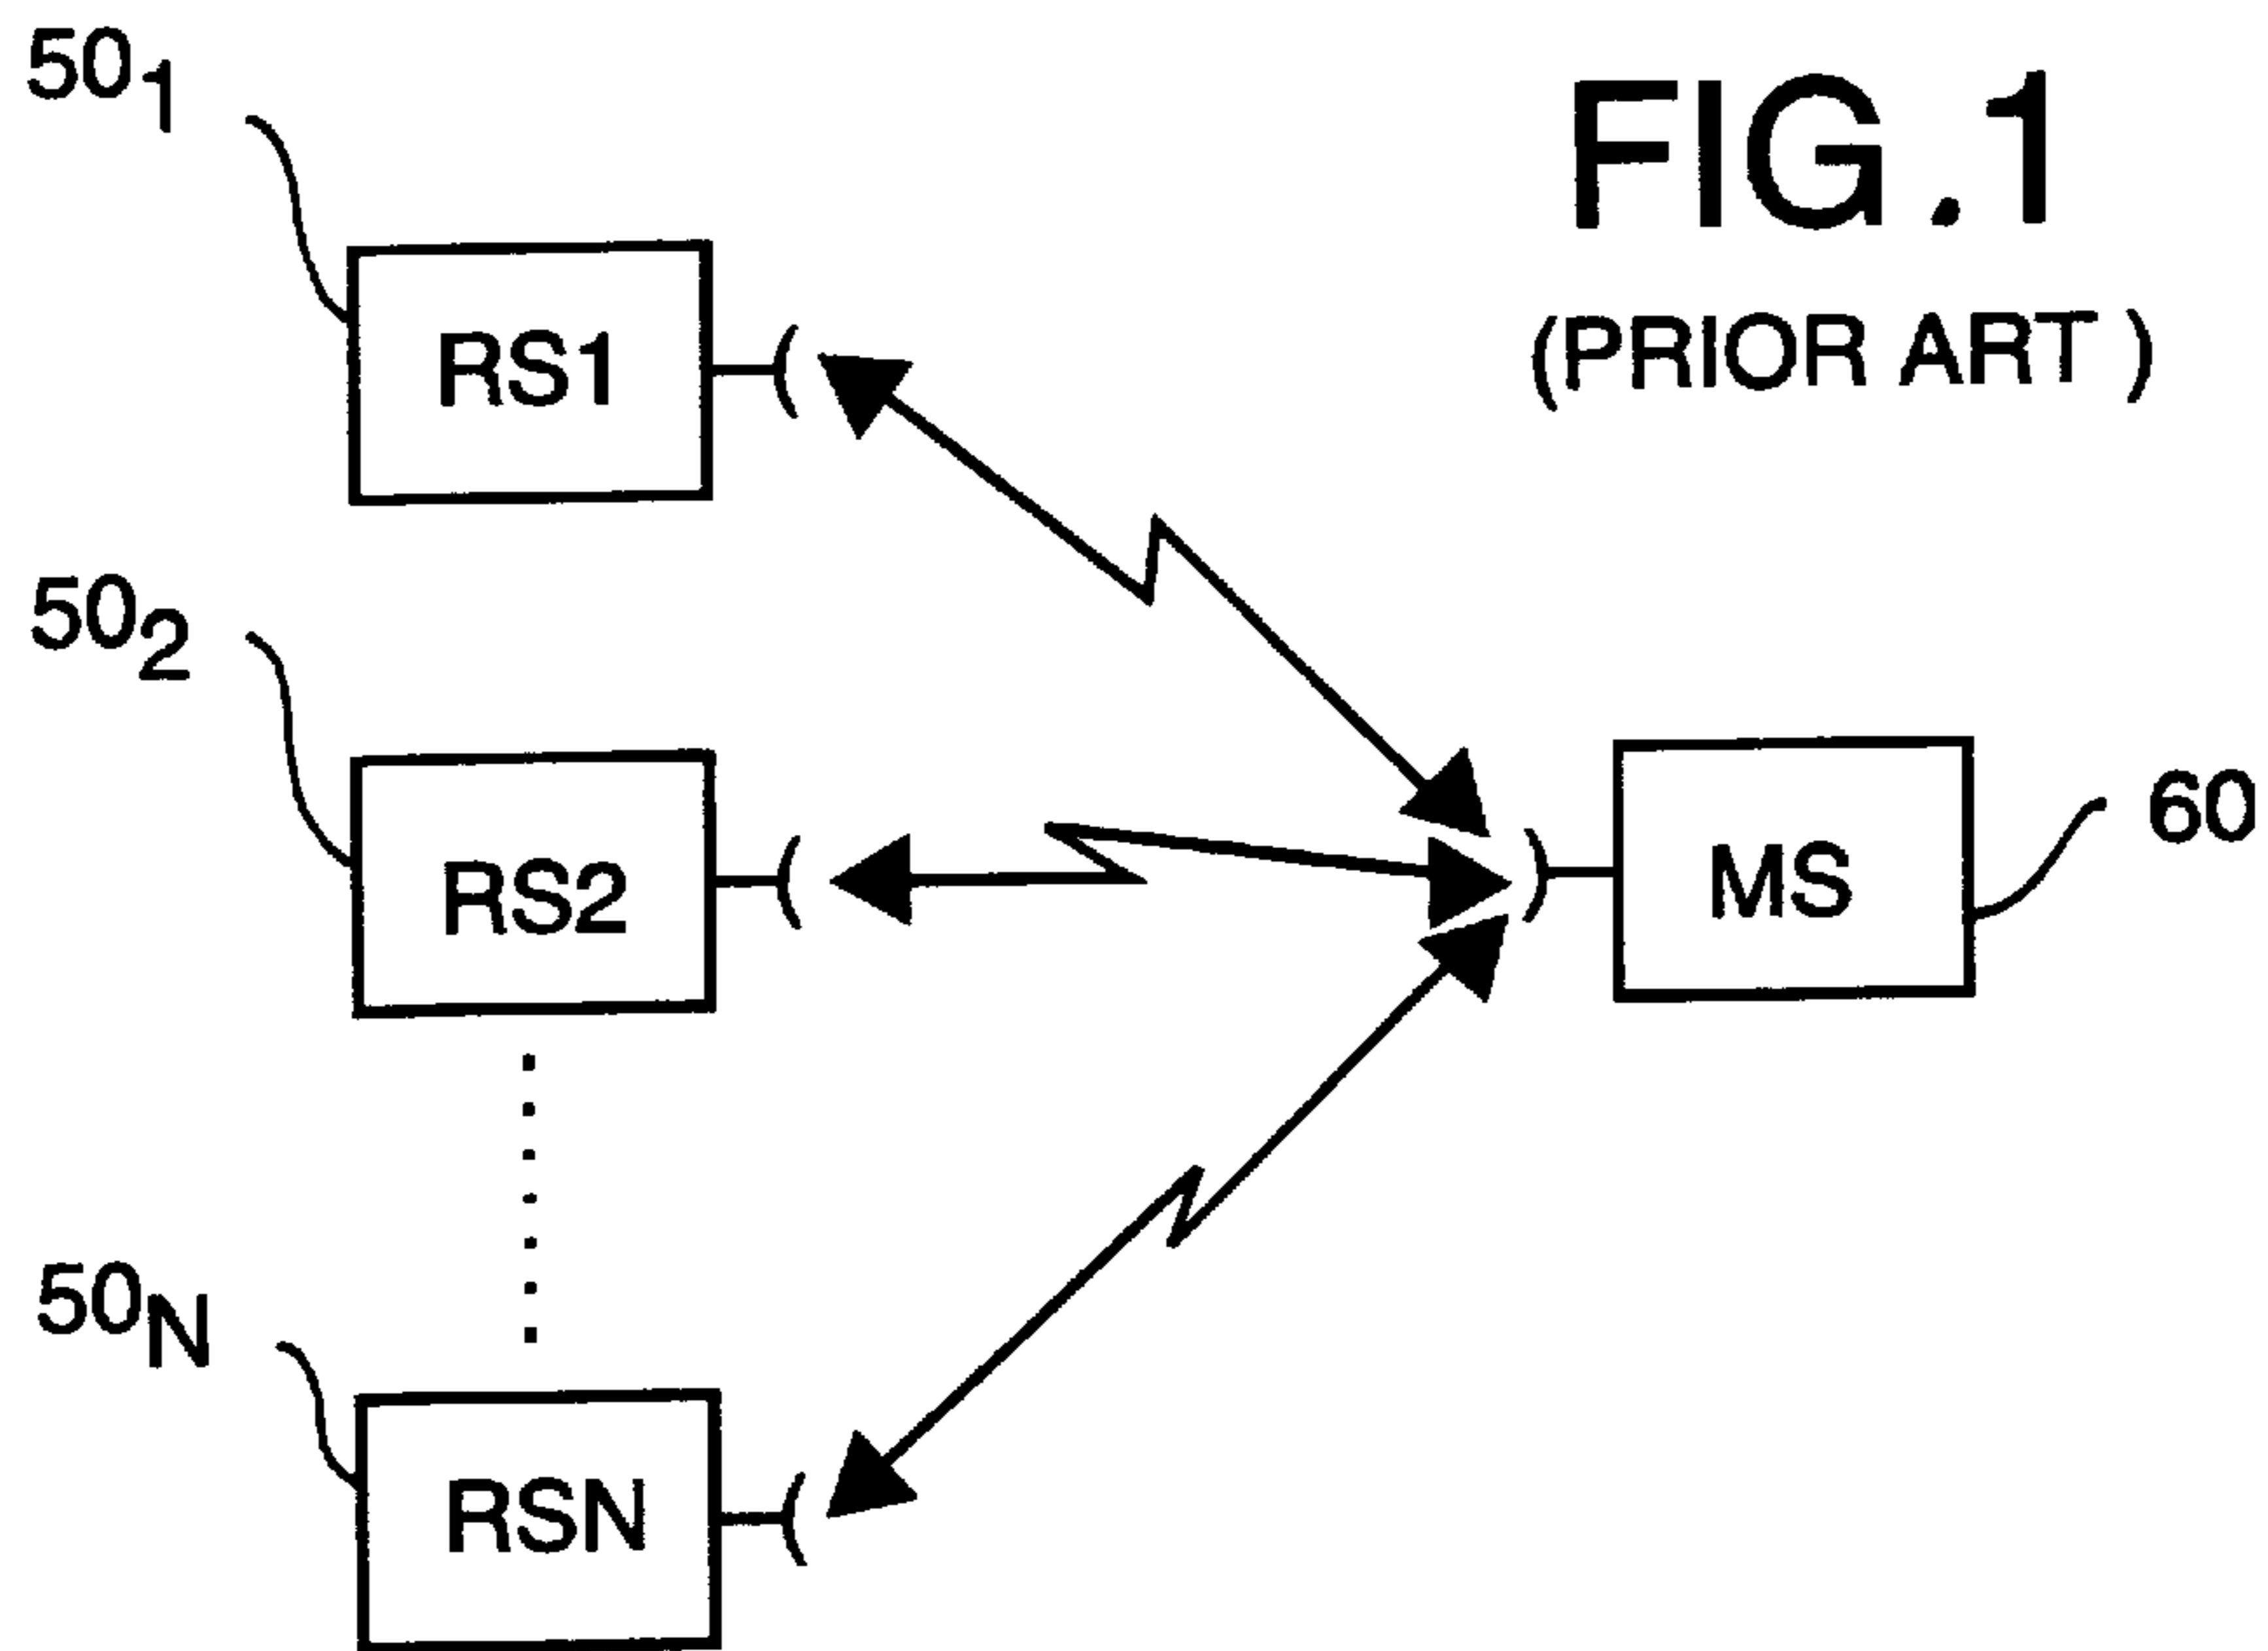 50₁
FIG.1
(PRIOR ART )
RS1
50₂
RS2
MS
60
50N
RSN